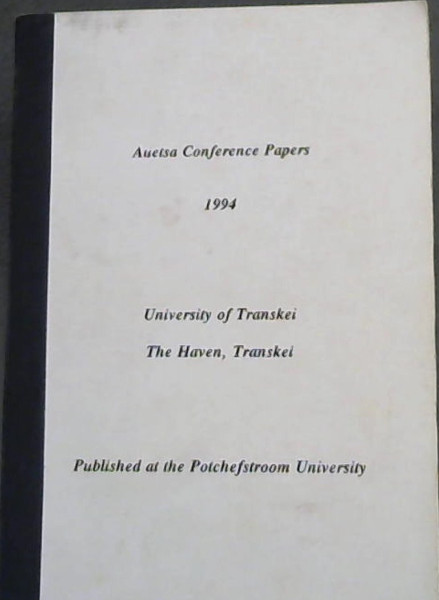 Auetsa Conference Papers
1994
University of Transkei
The Haven, Transkei
Published at the Potchefstroom University